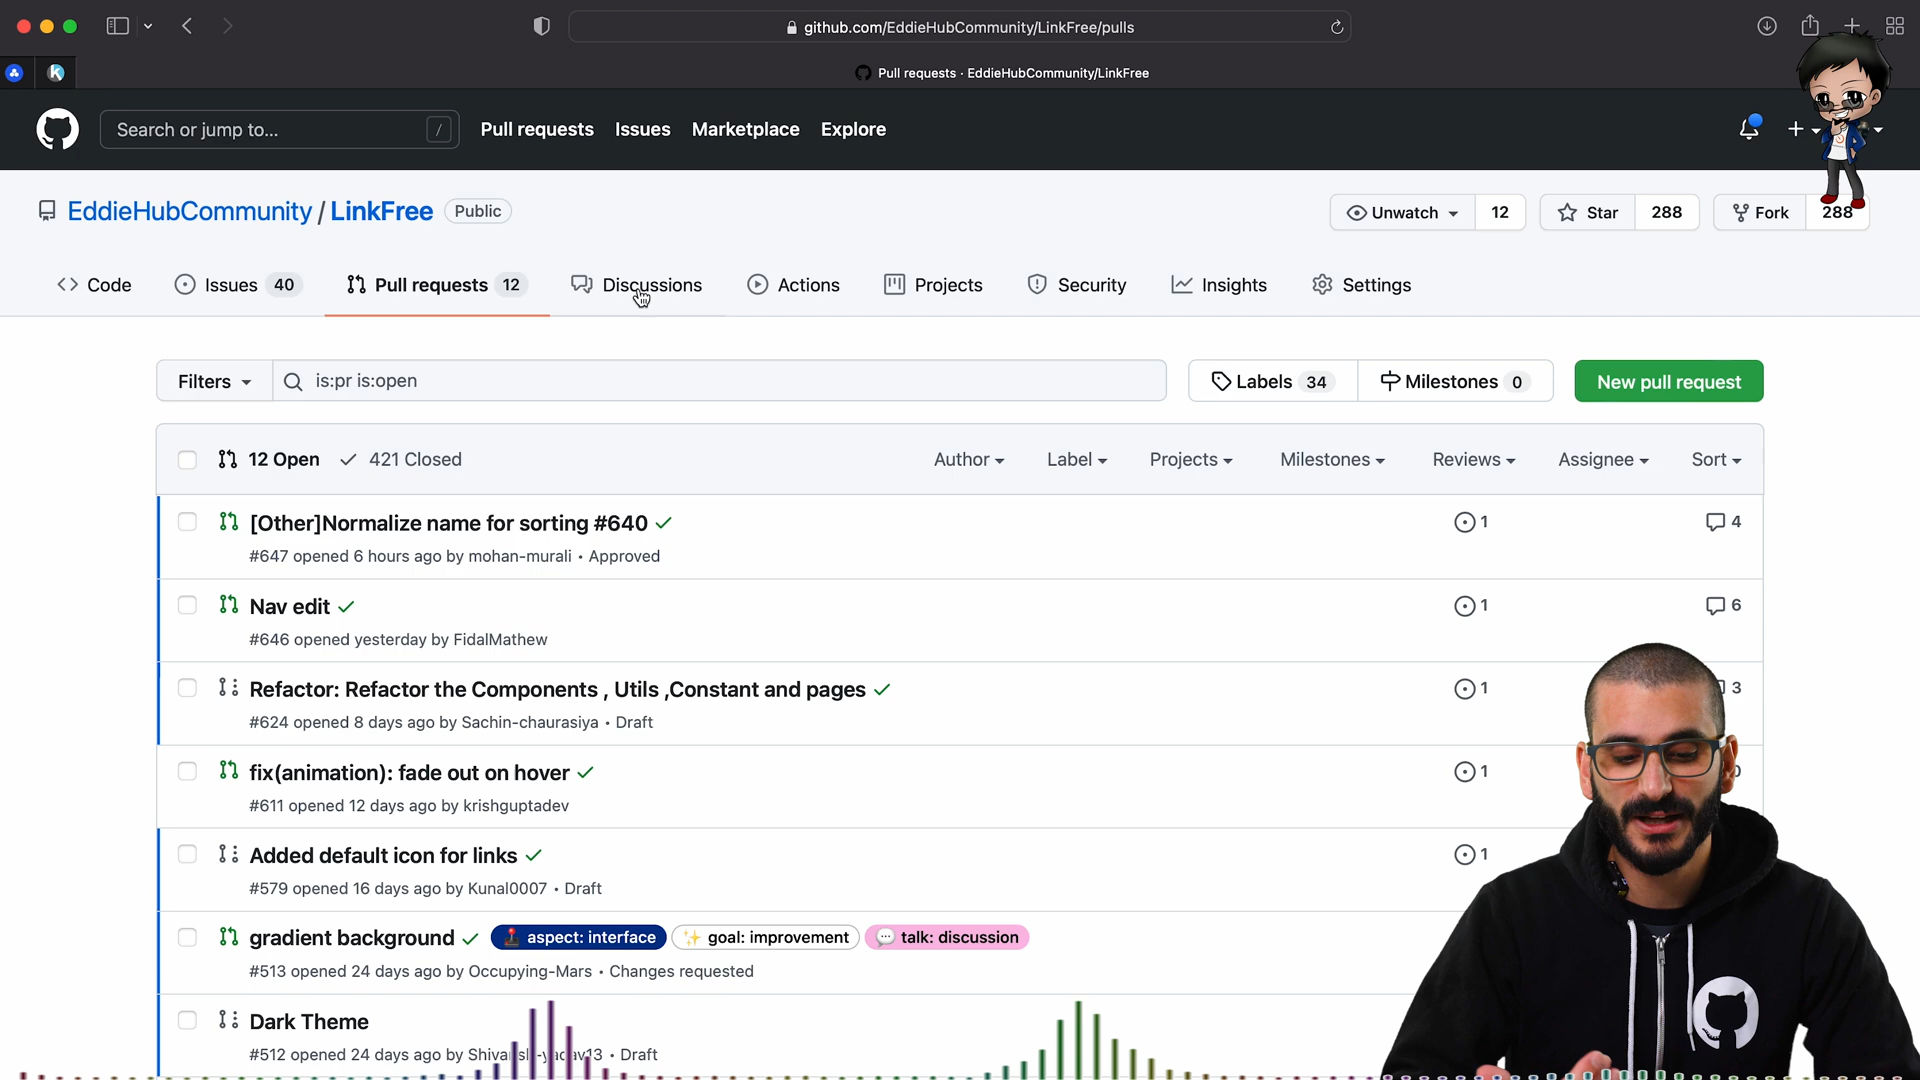 github.com/EddieHubCommunity/LinkFree/pulls
Pull requests · EddieHubCommunity/LinkFree
Search or jump to... /
Pull requests Issues Marketplace Explore
EddieHubCommunity / LinkFree Public
Unwatch 12 Star 288 Fork 288
Code Issues 40 Pull requests 12 Discussions Actions Projects Security Insights Settings
Filters is:pr is:open Labels 34 Milestones 0 New pull request
12 Open 421 Closed Author Label Projects Milestones Reviews Assignee Sort
[Other]Normalize name for sorting #640 1 4
#647 opened 6 hours ago by mohan-murali • Approved
Nav edit 1 6
#646 opened yesterday by FidalMathew
Refactor: Refactor the Components , Utils ,Constant and pages 1 3
#624 opened 8 days ago by Sachin-chaurasiya • Draft
fix(animation): fade out on hover 1
#611 opened 12 days ago by krishguptadev
Added default icon for links 1
#579 opened 16 days ago by Kunal0007 • Draft
gradient background aspect: interface goal: improvement talk: discussion
#513 opened 24 days ago by Occupying-Mars • Changes requested
Dark Theme
#512 opened 24 days ago by • Draft